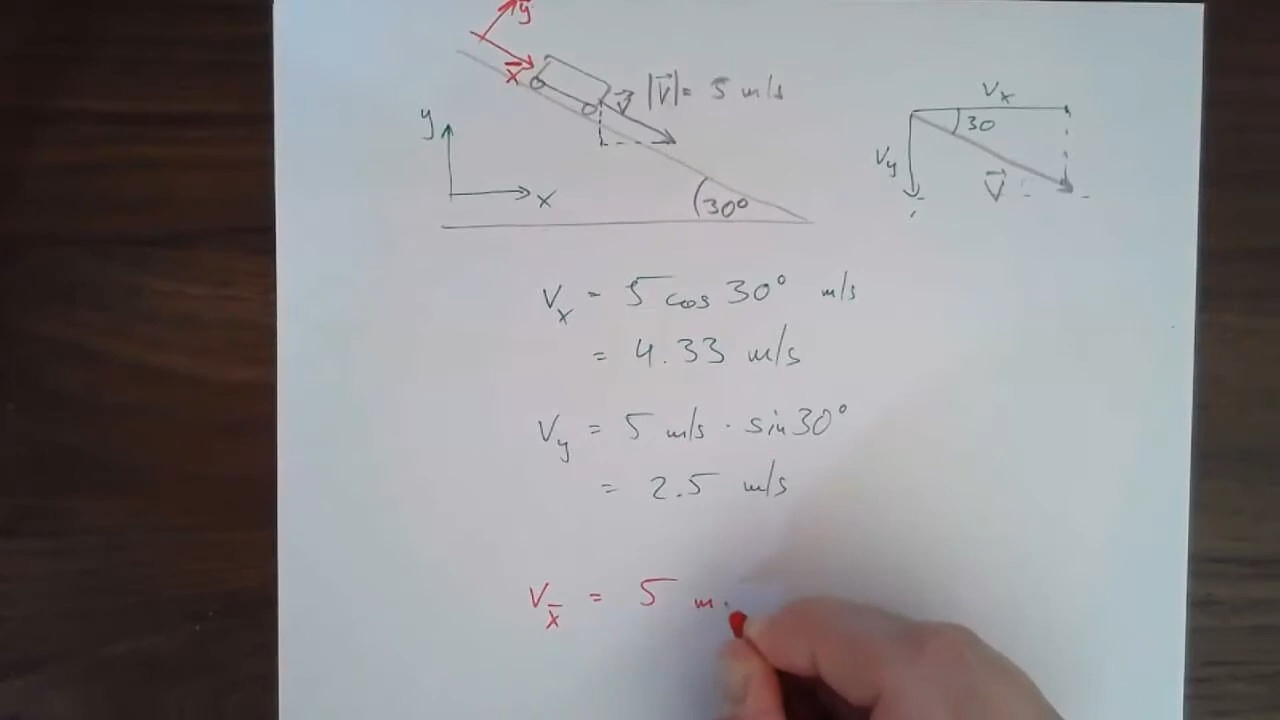 ȳ
x̄
V⃗ |V⃗| = 5 m/s
y
x
30°
Vx
30
Vy
V⃗
Vx = 5 cos 30° m/s
= 4.33 m/s
Vy = 5 m/s · sin 30°
= 2.5 m/s
Vx̄ = 5 m